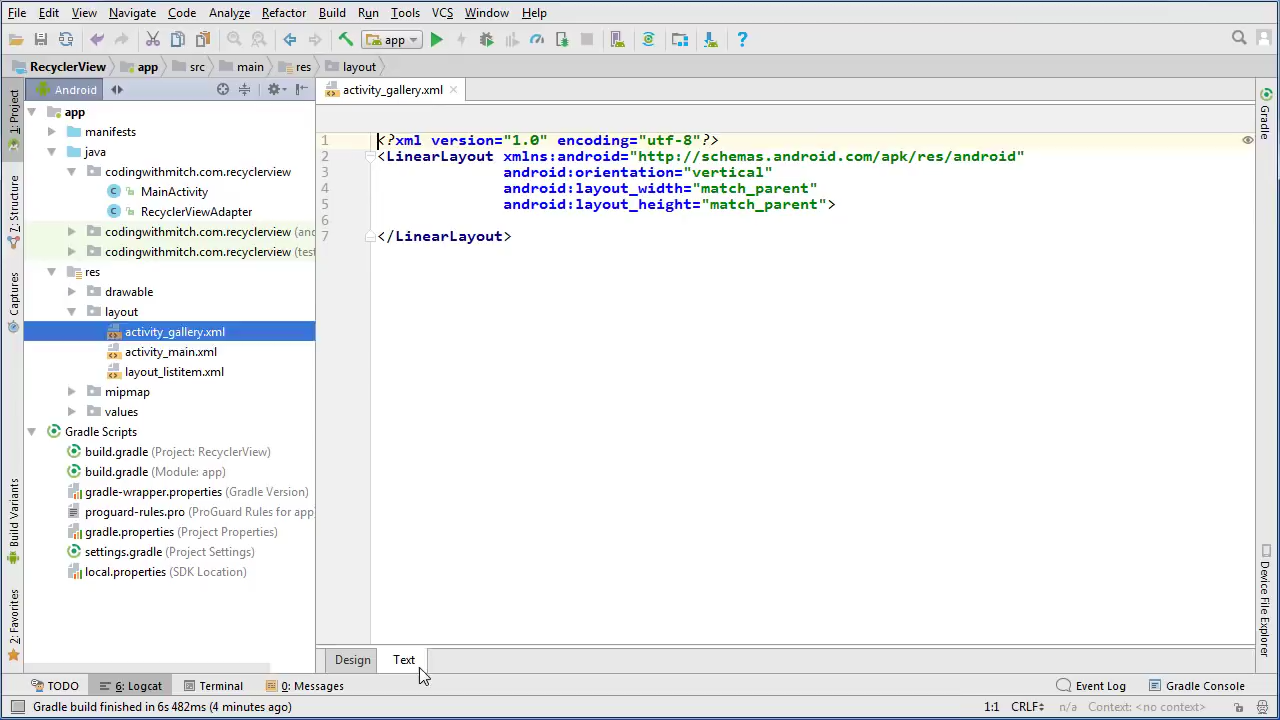 File Edit View Navigate Code Analyze Refactor Build Run Tools VCS Window Help
app
RecyclerView app src main res layout
Android
activity_gallery.xml
1: Project
7: Structure
Captures
Build Variants
2: Favorites
app
manifests
java
codingwithmitch.com.recyclerview
MainActivity
RecyclerViewAdapter
codingwithmitch.com.recyclerview (and
codingwithmitch.com.recyclerview (test
res
drawable
layout
activity_gallery.xml
activity_main.xml
layout_listitem.xml
mipmap
values
Gradle Scripts
build.gradle (Project: RecyclerView)
build.gradle (Module: app)
gradle-wrapper.properties (Gradle Version)
proguard-rules.pro (ProGuard Rules for app)
gradle.properties (Project Properties)
settings.gradle (Project Settings)
local.properties (SDK Location)
1 <?xml version="1.0" encoding="utf-8"?>
2 <LinearLayout xmlns:android="http://schemas.android.com/apk/res/android"
3 android:orientation="vertical"
4 android:layout_width="match_parent"
5 android:layout_height="match_parent">
6
7 </LinearLayout>
Gradle
Device File Explorer
Design Text
TODO 6: Logcat Terminal 0: Messages Event Log Gradle Console
Gradle build finished in 6s 482ms (4 minutes ago) 1:1 CRLF n/a Context: <no context>